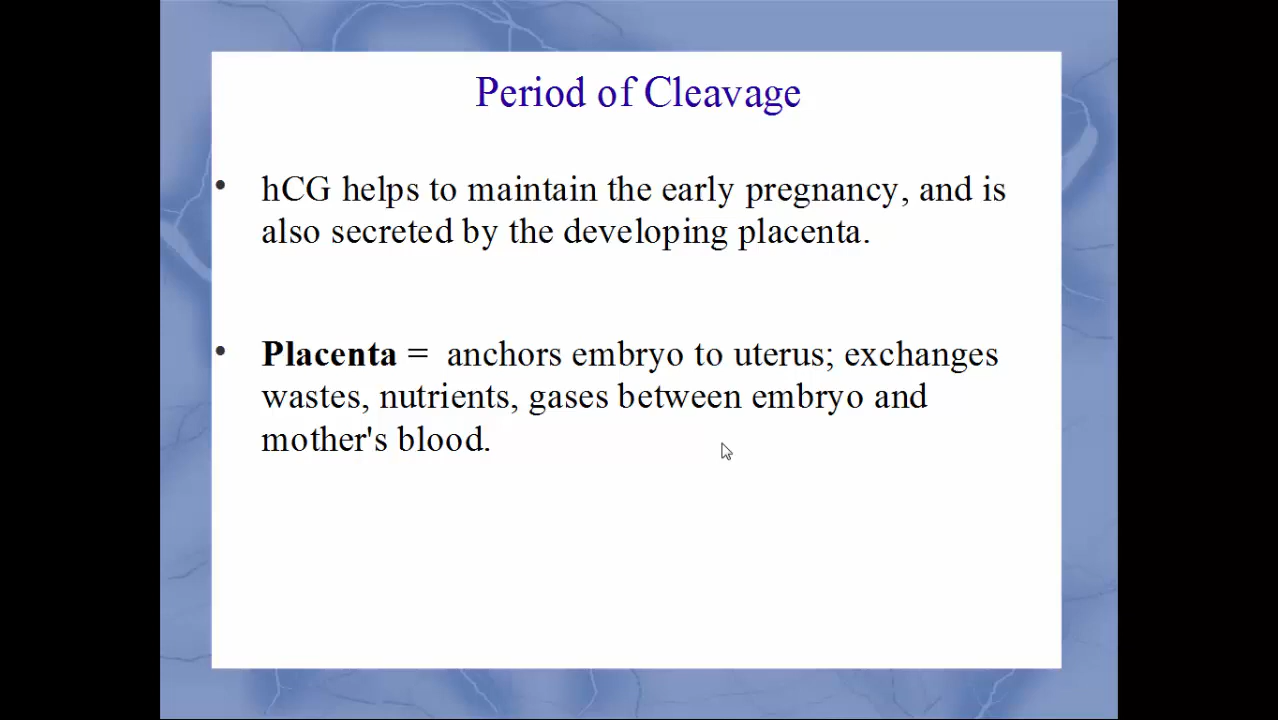 Period of Cleavage
• hCG helps to maintain the early pregnancy, and is
also secreted by the developing placenta.
• Placenta =  anchors embryo to uterus; exchanges
wastes, nutrients, gases between embryo and
mother's blood.